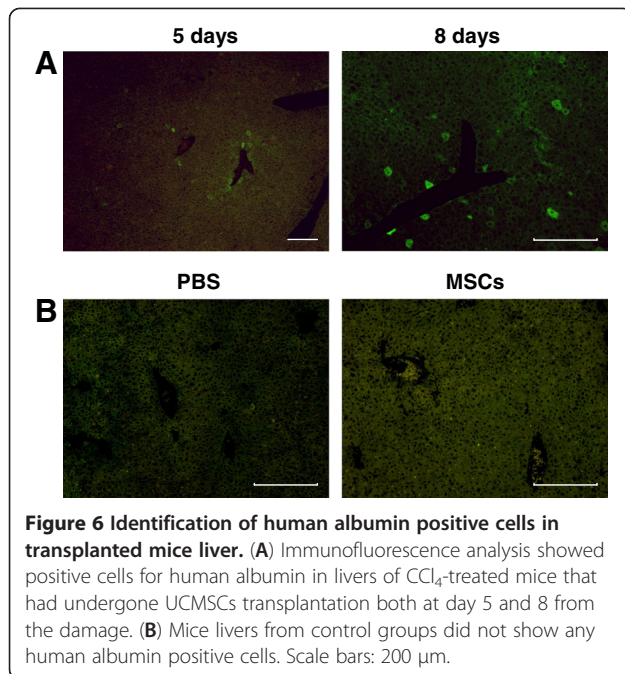 5 days 8 days
A
PBS MSCs
B
Figure 6 Identification of human albumin positive cells in
transplanted mice liver. (A) Immunofluorescence analysis showed
positive cells for human albumin in livers of CCl₄-treated mice that
had undergone UCMSCs transplantation both at day 5 and 8 from
the damage. (B) Mice livers from control groups did not show any
human albumin positive cells. Scale bars: 200 μm.